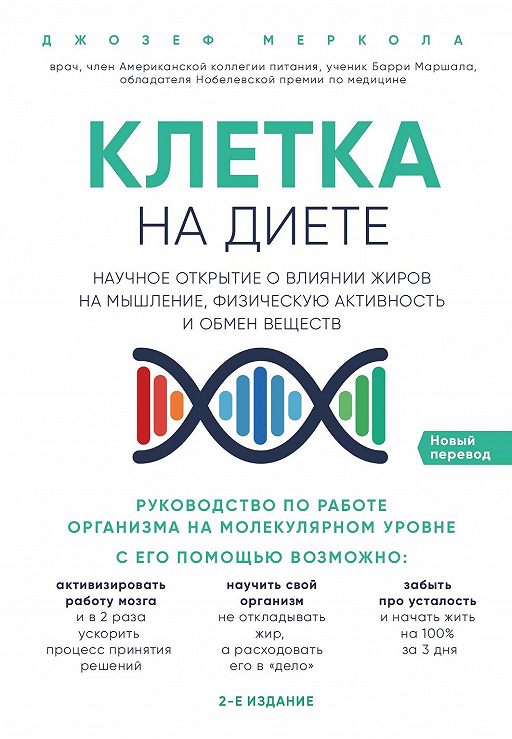 ДЖОЗЕФ МЕРКОЛА
врач, член Американской коллегии питания, ученик Барри Маршала,
обладателя Нобелевской премии по медицине
КЛЕТКА
НА ДИЕТЕ
НАУЧНОЕ ОТКРЫТИЕ О ВЛИЯНИИ ЖИРОВ
НА МЫШЛЕНИЕ, ФИЗИЧЕСКУЮ АКТИВНОСТЬ
И ОБМЕН ВЕЩЕСТВ
Новый
перевод
РУКОВОДСТВО ПО РАБОТЕ
ОРГАНИЗМА НА МОЛЕКУЛЯРНОМ УРОВНЕ
С ЕГО ПОМОЩЬЮ ВОЗМОЖНО:
активизировать
работу мозга
и в 2 раза
ускорить
процесс принятия
решений
научить свой
организм
не откладывать
жир,
а расходовать
его в «дело»
забыть
про усталость
и начать жить
на 100%
за 3 дня
2-Е ИЗДАНИЕ